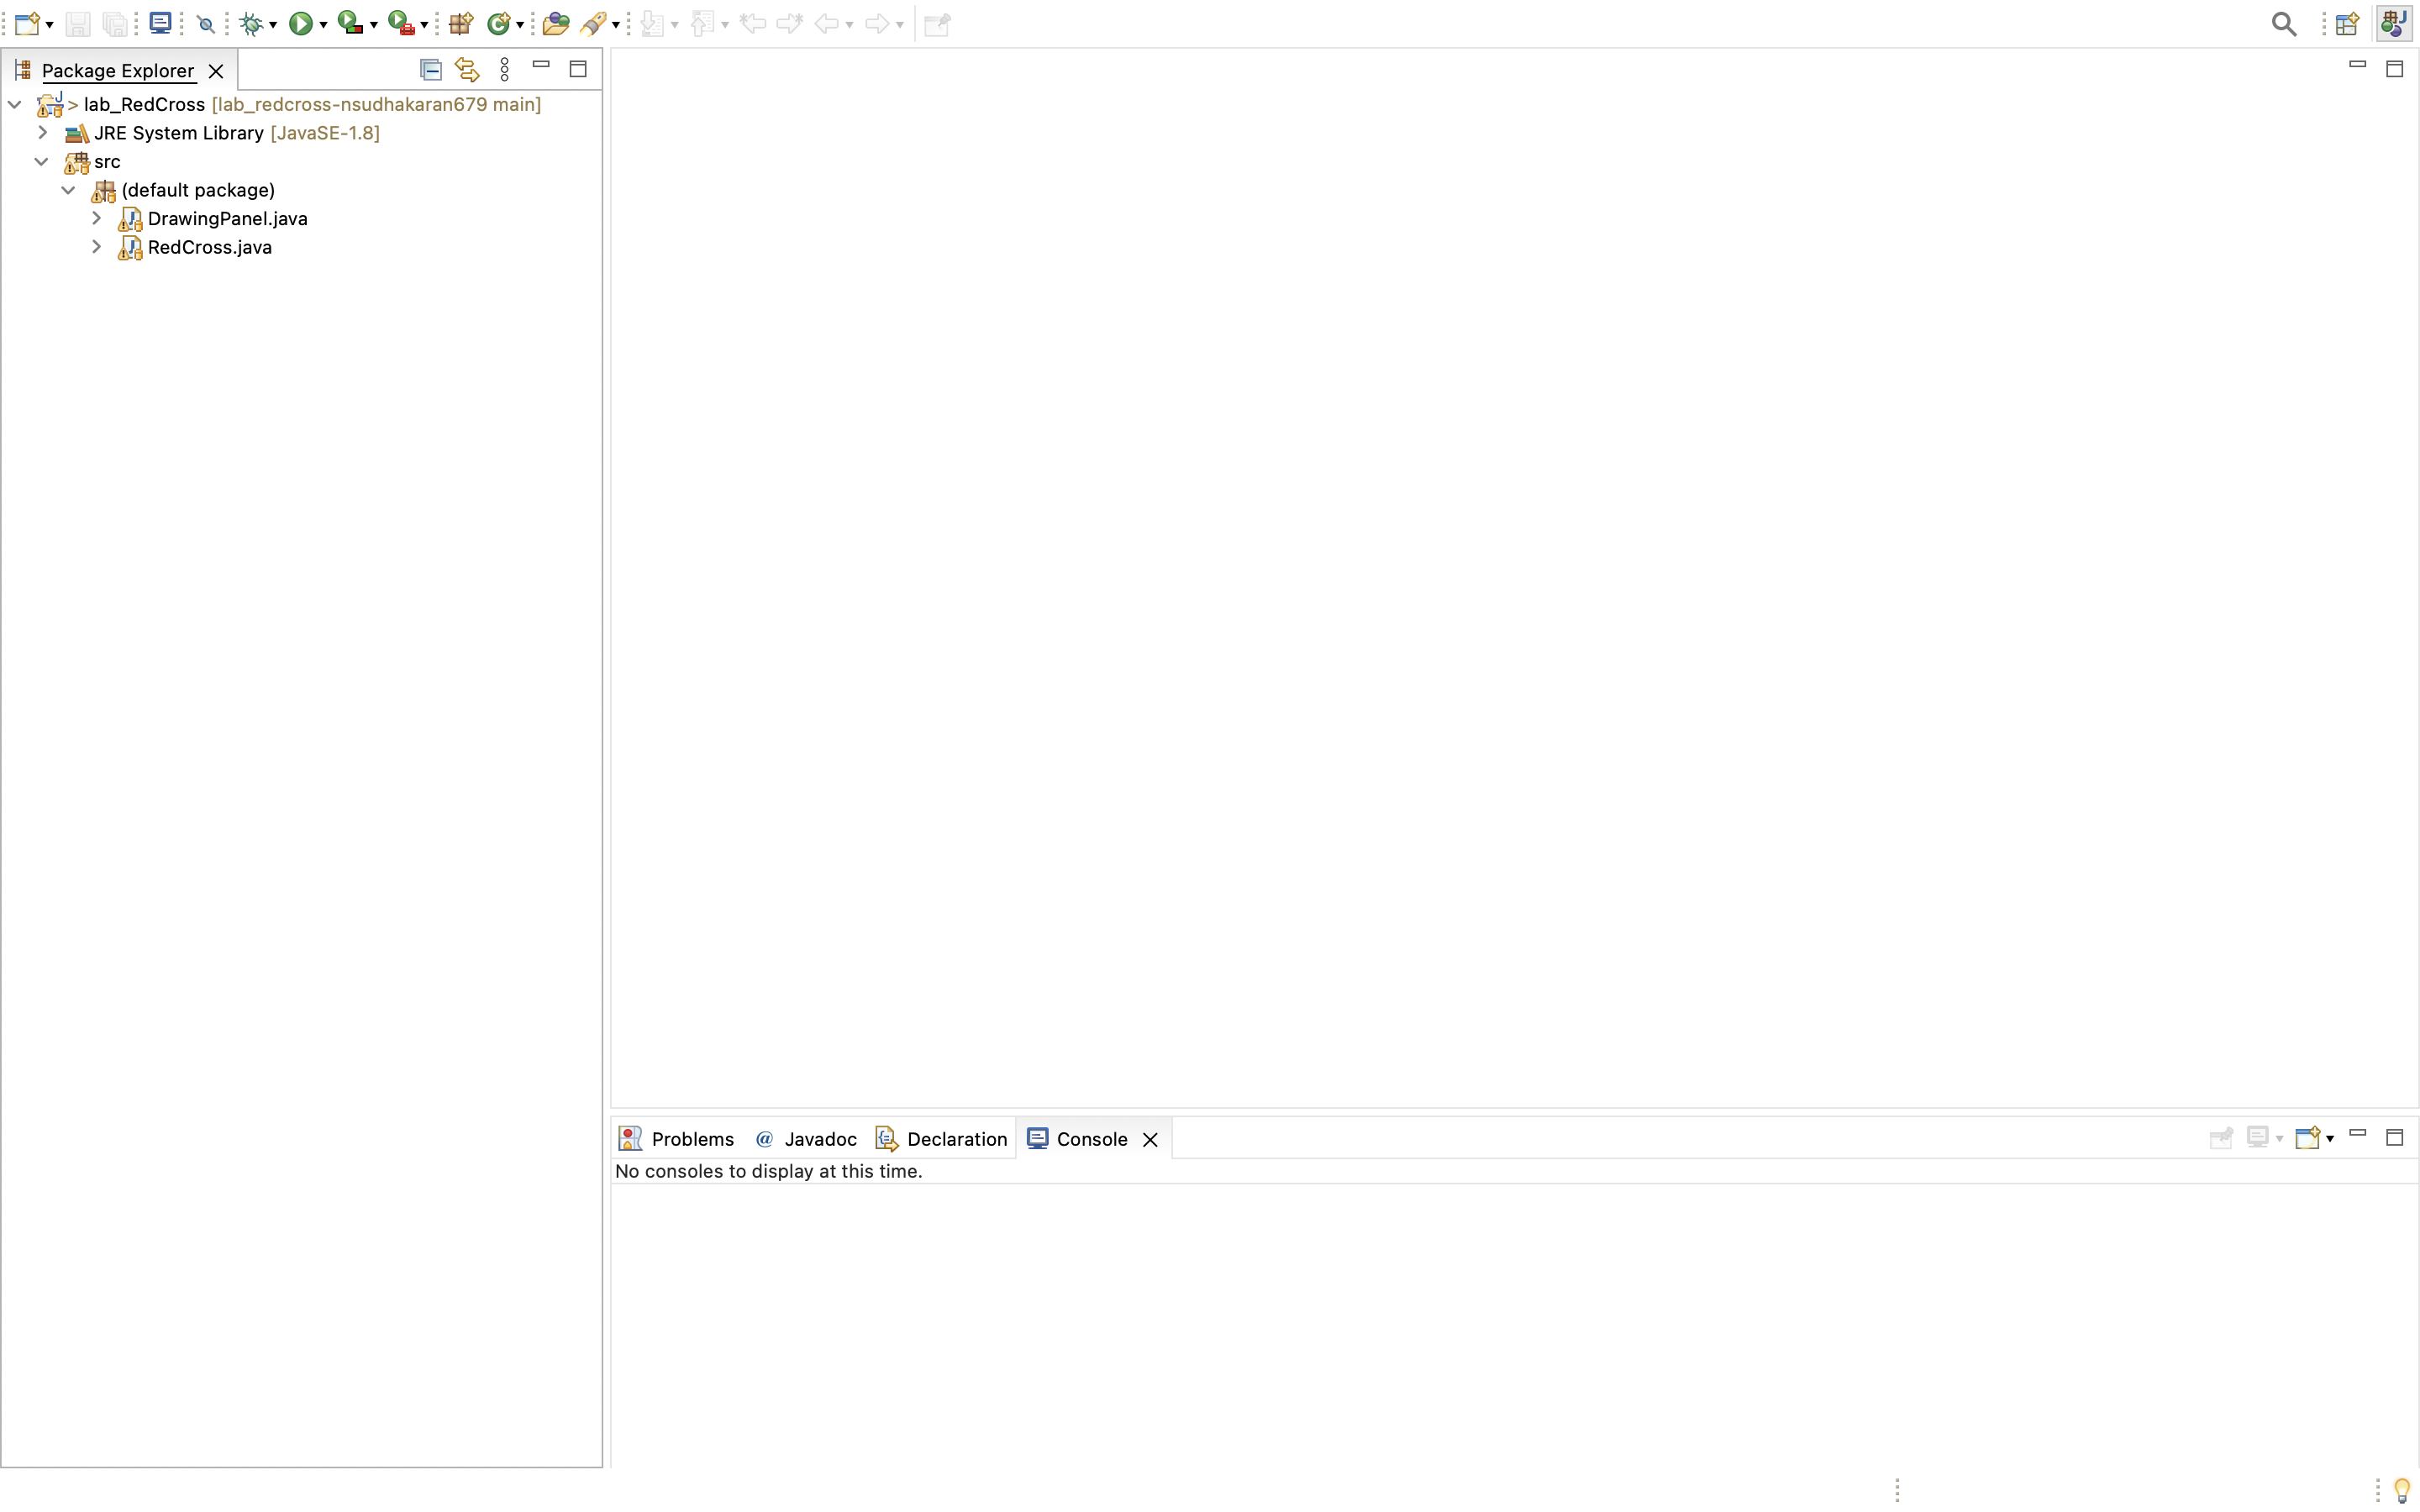 Package Explorer
> lab_RedCross [lab_redcross-nsudhakaran679 main]
JRE System Library [JavaSE-1.8]
src
(default package)
DrawingPanel.java
RedCross.java
Problems @ Javadoc Declaration Console
No consoles to display at this time.